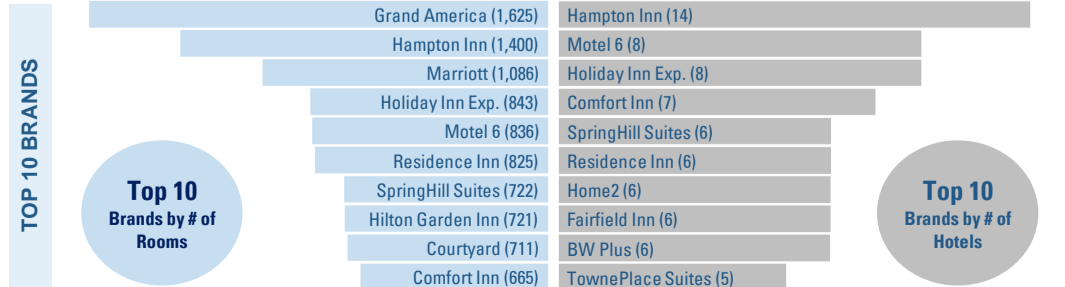 TOP 10 BRANDS
Grand America (1,625)
Hampton Inn (1,400)
Marriott (1,086)
Holiday Inn Exp. (843)
Motel 6 (836)
Residence Inn (825)
SpringHill Suites (722)
Hilton Garden Inn (721)
Courtyard (711)
Comfort Inn (665)
Top 10
Brands by # of
Rooms
Hampton Inn (14)
Motel 6 (8)
Holiday Inn Exp. (8)
Comfort Inn (7)
SpringHill Suites (6)
Residence Inn (6)
Home2 (6)
Fairfield Inn (6)
BW Plus (6)
TownePlace Suites (5)
Top 10
Brands by # of
Hotels